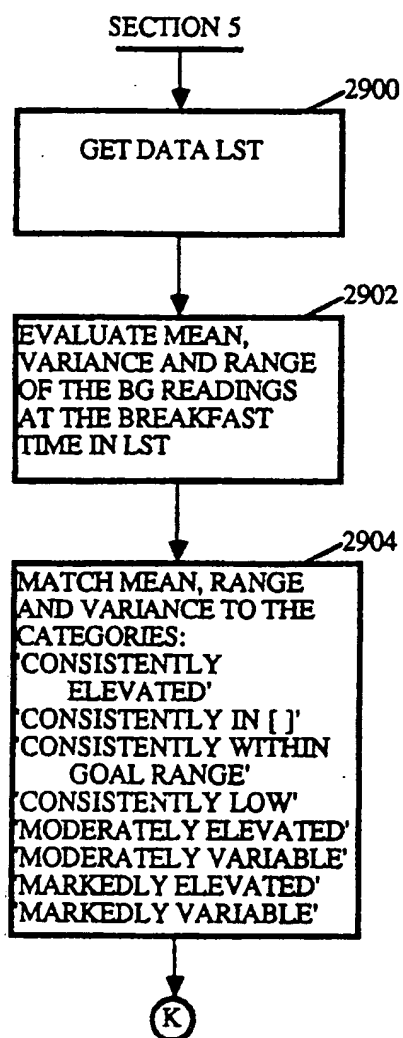 SECTION 5
2900
GET DATA LST
2902
EVALUATE MEAN,
VARIANCE AND RANGE
OF THE BG READINGS
AT THE BREAKFAST
TIME IN LST
2904
MATCH MEAN, RANGE
AND VARIANCE TO THE
CATEGORIES:
'CONSISTENTLY
ELEVATED'
'CONSISTENTLY IN [ ]'
'CONSISTENTLY WITHIN
GOAL RANGE'
'CONSISTENTLY LOW'
'MODERATELY ELEVATED'
'MODERATELY VARIABLE'
'MARKEDLY ELEVATED'
'MARKEDLY VARIABLE'
K